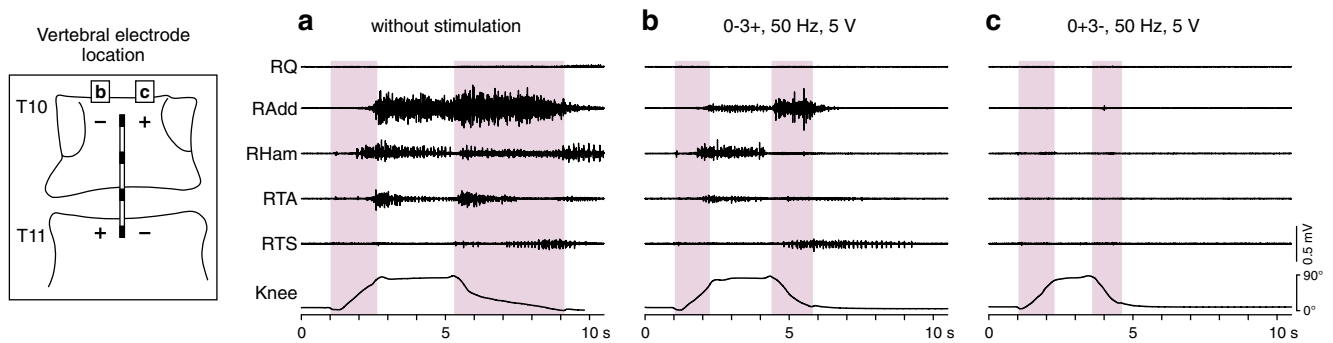 Vertebral electrode
location
b c
T10
− +
T11
+ −
a without stimulation
b 0-3+, 50 Hz, 5 V
c 0+3-, 50 Hz, 5 V
RQ
RAdd
RHam
RTA
RTS
Knee
0.5 mV
90°
0°
0 5 10 s
0 5 10 s
0 5 10 s